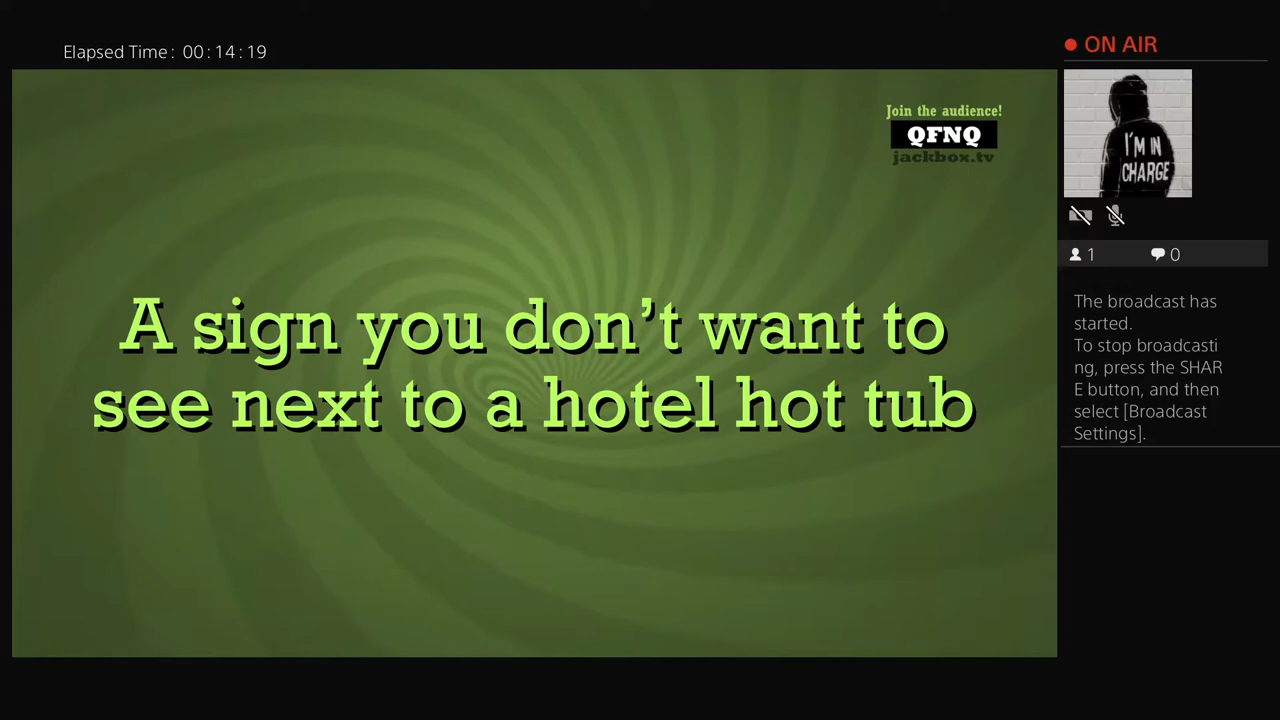 Elapsed Time: 00:14:19
ON AIR
Join the audience!
QFNQ
jackbox.tv
I'M IN
CHARGE
1
0
A sign you don't want to
see next to a hotel hot tub
The broadcast has
started.
To stop broadcasti
ng, press the SHAR
E button, and then
select [Broadcast
Settings].